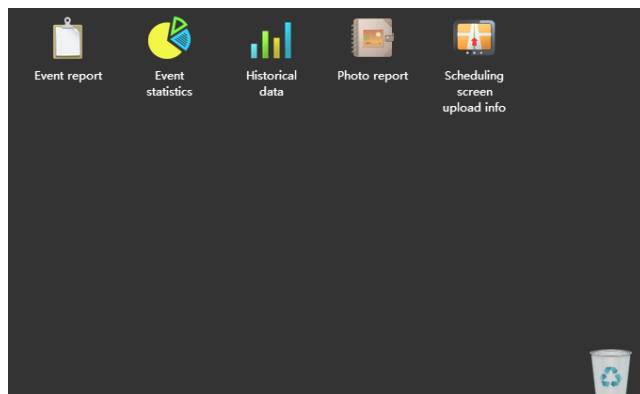 Event report
Event
statistics
Historical
data
Photo report
Scheduling
screen
upload info